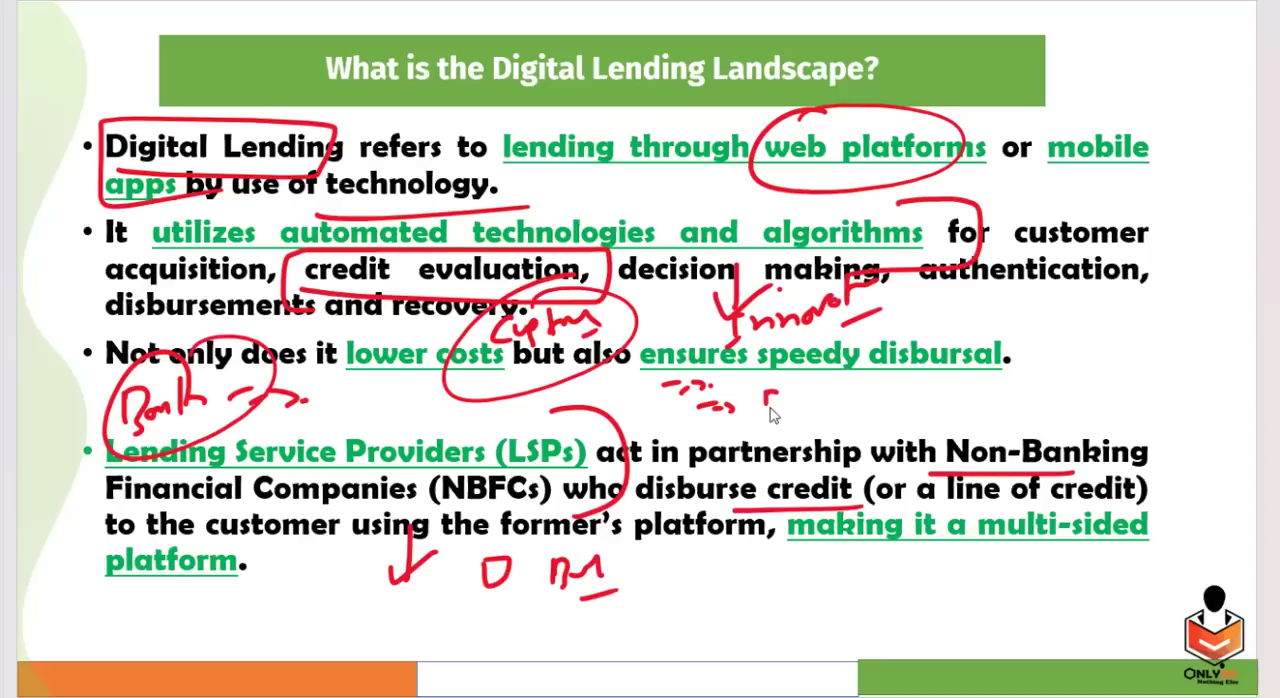 What is the Digital Lending Landscape?
• Digital Lending refers to lending through web platforms or mobile
apps by use of technology.
• It utilizes automated technologies and algorithms for customer
acquisition, credit evaluation, decision making, authentication,
disbursements and recovery.
• Not only does it lower costs but also ensures speedy disbursal.
Bank
• Lending Service Providers (LSPs) act in partnership with Non-Banking
Financial Companies (NBFCs) who disburse credit (or a line of credit)
to the customer using the former's platform, making it a multi-sided
platform.
Nothing Else